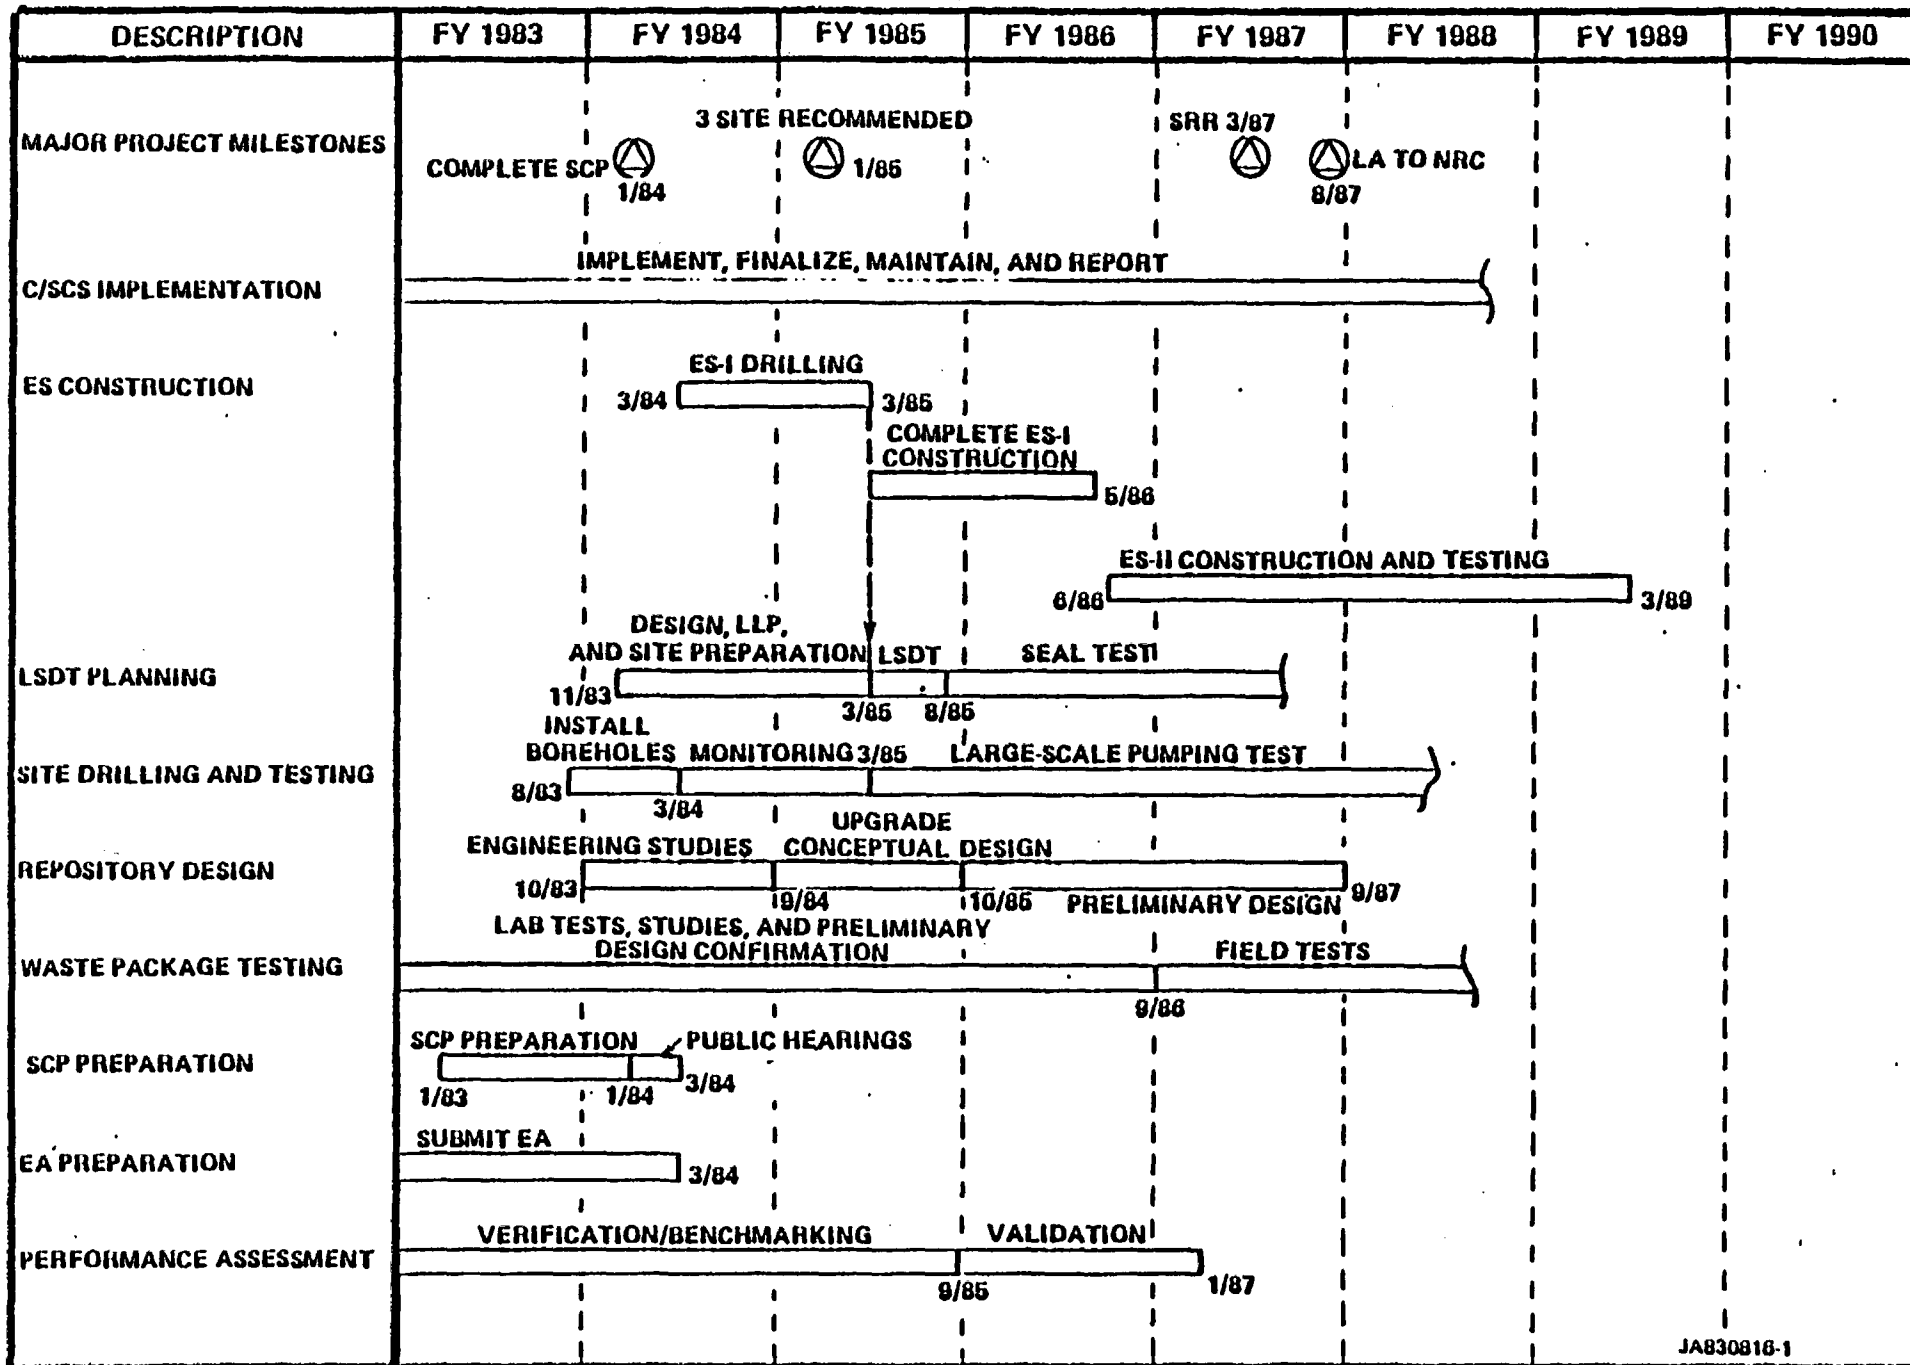 DESCRIPTION FY 1983 FY 1984 FY 1985 FY 1986 FY 1987 FY 1988 FY 1989 FY 1990
MAJOR PROJECT MILESTONES
3 SITE RECOMMENDED
SRR 3/87
COMPLETE SCP
1/84
1/85
LA TO NRC
8/87
C/SCS IMPLEMENTATION
IMPLEMENT, FINALIZE, MAINTAIN, AND REPORT
ES CONSTRUCTION
ES-I DRILLING
3/84
3/85
COMPLETE ES-I
CONSTRUCTION
5/86
ES-II CONSTRUCTION AND TESTING
6/86
3/89
LSDT PLANNING
DESIGN, LLP,
AND SITE PREPARATION
LSDT
SEAL TEST
11/83
3/85
8/85
SITE DRILLING AND TESTING
INSTALL
BOREHOLES
MONITORING
3/85
LARGE-SCALE PUMPING TEST
8/83
3/84
REPOSITORY DESIGN
ENGINEERING STUDIES
UPGRADE
CONCEPTUAL DESIGN
10/83
9/84
10/85
PRELIMINARY DESIGN
9/87
WASTE PACKAGE TESTING
LAB TESTS, STUDIES, AND PRELIMINARY
DESIGN CONFIRMATION
FIELD TESTS
9/86
SCP PREPARATION
SCP PREPARATION
PUBLIC HEARINGS
1/83
1/84
3/84
EA PREPARATION
SUBMIT EA
3/84
PERFORMANCE ASSESSMENT
VERIFICATION/BENCHMARKING
VALIDATION
9/85
1/87
JA830816-1